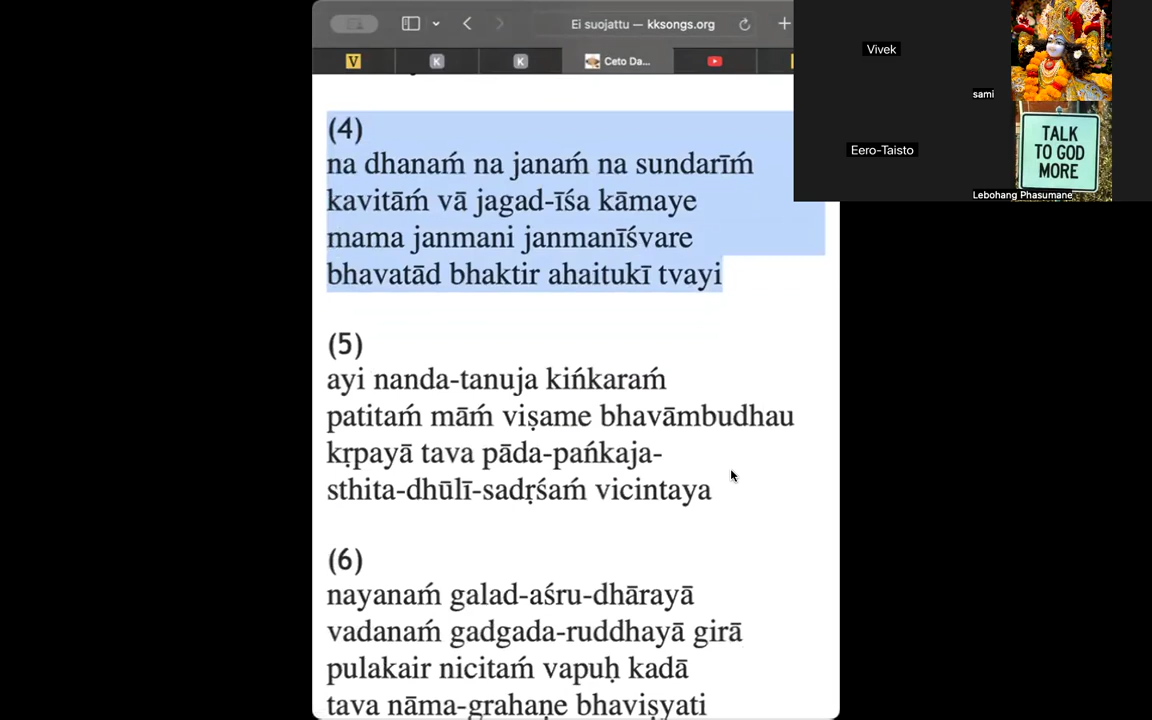 Ei suojattu — kksongs.org
V
K
K
Ceto Da...
(4)
na dhanaḿ na janaḿ na sundarīḿ
kavitāḿ vā jagad-īśa kāmaye
mama janmani janmanīśvare
bhavatād bhaktir ahaitukī tvayi
(5)
ayi nanda-tanuja kińkaraḿ
patitaḿ māḿ viṣame bhavāmbudhau
kṛpayā tava pāda-pańkaja-
sthita-dhūlī-sadṛśaḿ vicintaya
(6)
nayanaḿ galad-aśru-dhārayā
vadanaḿ gadgada-ruddhayā girā
pulakair nicitaḿ vapuḥ kadā
tava nāma-grahaṇe bhaviṣyati
Vivek
sami
Eero-Taisto
TALK
TO GOD
MORE
Lebohang Phasumane